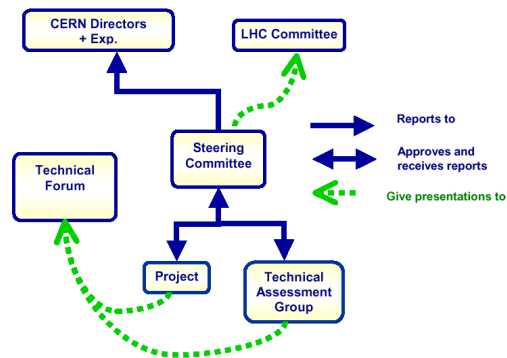 CERN Directors
+ Exp.
LHC Committee
Reports to
Steering
Committee
Approves and
receives reports
Technical
Forum
Give presentations to
Project
Technical
Assessment
Group